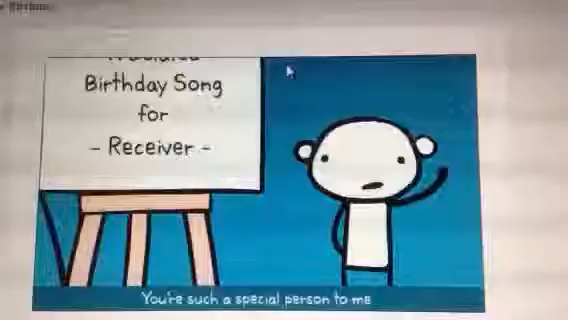 Birthday Song
for
- Receiver -
You're such a special person to me